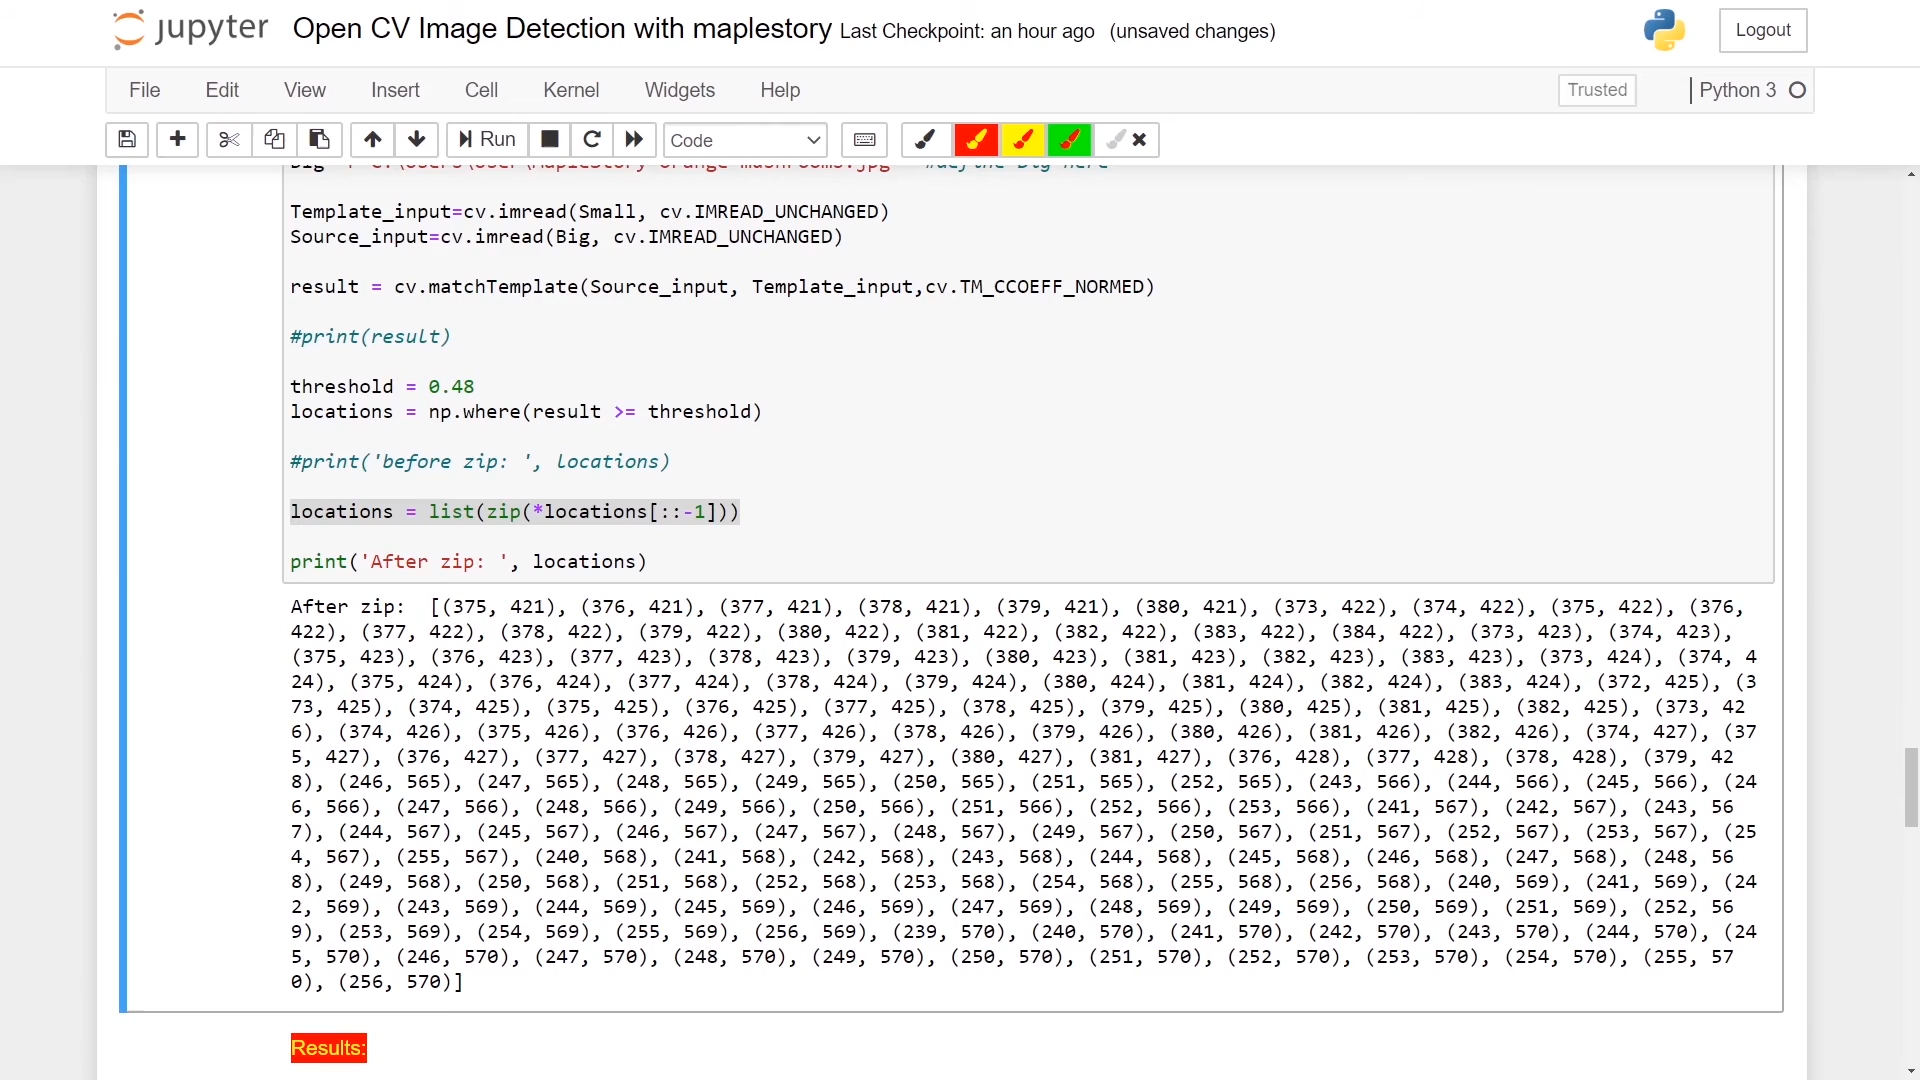 jupyter Open CV Image Detection with maplestory Last Checkpoint: an hour ago (unsaved changes)
Logout
File Edit View Insert Cell Kernel Widgets Help
Trusted
Python 3
Run
Code
Template_input=cv.imread(Small, cv.IMREAD_UNCHANGED)
Source_input=cv.imread(Big, cv.IMREAD_UNCHANGED)
result = cv.matchTemplate(Source_input, Template_input,cv.TM_CCOEFF_NORMED)
#print(result)
threshold = 0.48
locations = np.where(result >= threshold)
#print('before zip: ', locations)
locations = list(zip(*locations[::-1]))
print('After zip: ', locations)
After zip:  [(375, 421), (376, 421), (377, 421), (378, 421), (379, 421), (380, 421), (373, 422), (374, 422), (375, 422), (376,
422), (377, 422), (378, 422), (379, 422), (380, 422), (381, 422), (382, 422), (383, 422), (384, 422), (373, 423), (374, 423),
(375, 423), (376, 423), (377, 423), (378, 423), (379, 423), (380, 423), (381, 423), (382, 423), (383, 423), (373, 424), (374, 4
24), (375, 424), (376, 424), (377, 424), (378, 424), (379, 424), (380, 424), (381, 424), (382, 424), (383, 424), (372, 425), (3
73, 425), (374, 425), (375, 425), (376, 425), (377, 425), (378, 425), (379, 425), (380, 425), (381, 425), (382, 425), (373, 42
6), (374, 426), (375, 426), (376, 426), (377, 426), (378, 426), (379, 426), (380, 426), (381, 426), (382, 426), (374, 427), (37
5, 427), (376, 427), (377, 427), (378, 427), (379, 427), (380, 427), (381, 427), (376, 428), (377, 428), (378, 428), (379, 42
8), (246, 565), (247, 565), (248, 565), (249, 565), (250, 565), (251, 565), (252, 565), (243, 566), (244, 566), (245, 566), (24
6, 566), (247, 566), (248, 566), (249, 566), (250, 566), (251, 566), (252, 566), (253, 566), (241, 567), (242, 567), (243, 56
7), (244, 567), (245, 567), (246, 567), (247, 567), (248, 567), (249, 567), (250, 567), (251, 567), (252, 567), (253, 567), (25
4, 567), (255, 567), (240, 568), (241, 568), (242, 568), (243, 568), (244, 568), (245, 568), (246, 568), (247, 568), (248, 56
8), (249, 568), (250, 568), (251, 568), (252, 568), (253, 568), (254, 568), (255, 568), (256, 568), (240, 569), (241, 569), (24
2, 569), (243, 569), (244, 569), (245, 569), (246, 569), (247, 569), (248, 569), (249, 569), (250, 569), (251, 569), (252, 56
9), (253, 569), (254, 569), (255, 569), (256, 569), (239, 570), (240, 570), (241, 570), (242, 570), (243, 570), (244, 570), (24
5, 570), (246, 570), (247, 570), (248, 570), (249, 570), (250, 570), (251, 570), (252, 570), (253, 570), (254, 570), (255, 57
0), (256, 570)]
Results: